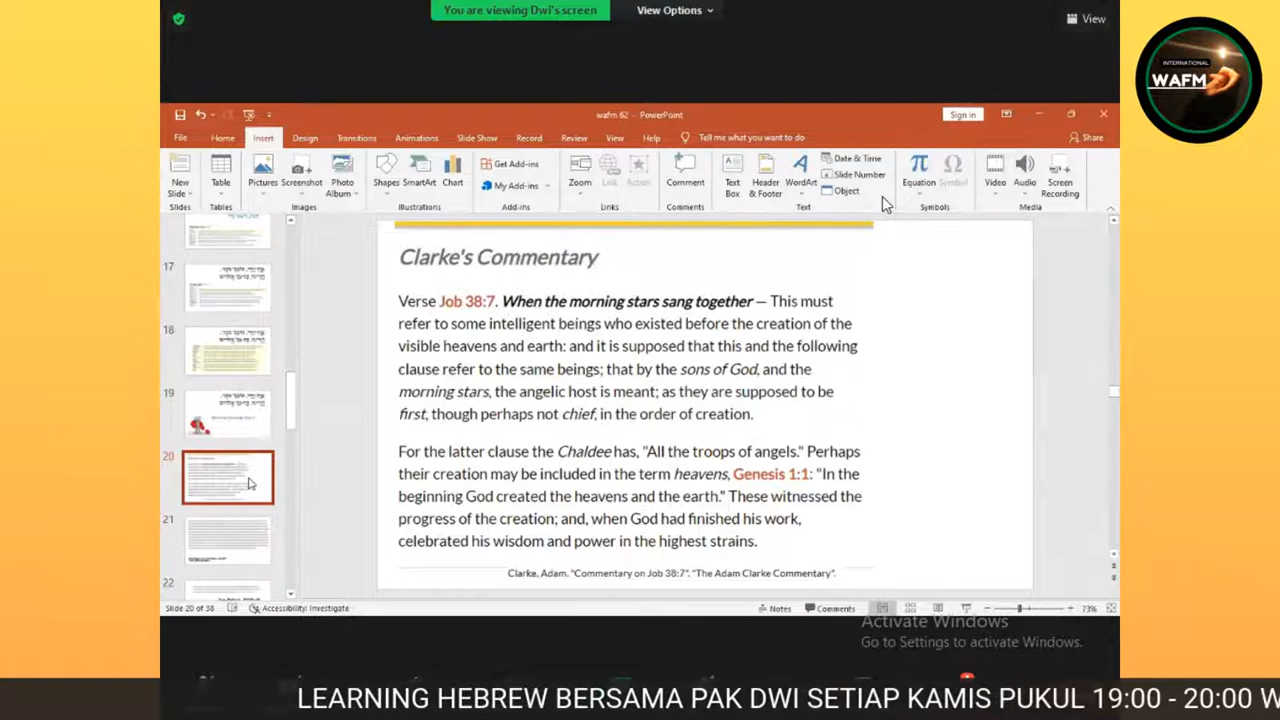 You are viewing Dwi's screen
View Options
View
INTERNATIONAL
WAFM
wafm 62 - PowerPoint
Sign in
File Home Insert Design Transitions Animations Slide Show Record Review View Help Tell me what you want to do
Share
New Slide
Table
Pictures
Screenshot
Photo Album
Shapes
SmartArt
Chart
Get Add-ins
My Add-ins
Zoom
Link
Action
Comment
Text Box
Header & Footer
WordArt
Date & Time
Slide Number
Object
Equation
Symbol
Video
Audio
Screen Recording
Slides Tables Images Illustrations Add-ins Links Comments Text Symbols Media
17
18
19
20
21
22
Clarke's Commentary
Verse Job 38:7. When the morning stars sang together — This must
refer to some intelligent beings who existed before the creation of the
visible heavens and earth: and it is supposed that this and the following
clause refer to the same beings; that by the sons of God, and the
morning stars, the angelic host is meant; as they are supposed to be
first, though perhaps not chief, in the order of creation.
For the latter clause the Chaldee has, "All the troops of angels." Perhaps
their creation may be included in the term heavens, Genesis 1:1: "In the
beginning God created the heavens and the earth." These witnessed the
progress of the creation; and, when God had finished his work,
celebrated his wisdom and power in the highest strains.
Clarke, Adam. "Commentary on Job 38:7". "The Adam Clarke Commentary".
Slide 20 of 38
Accessibility: Investigate
Notes
Comments
73%
Activate Windows
Go to Settings to activate Windows.
LEARNING HEBREW BERSAMA PAK DWI SETIAP KAMIS PUKUL 19:00 - 20:00 W